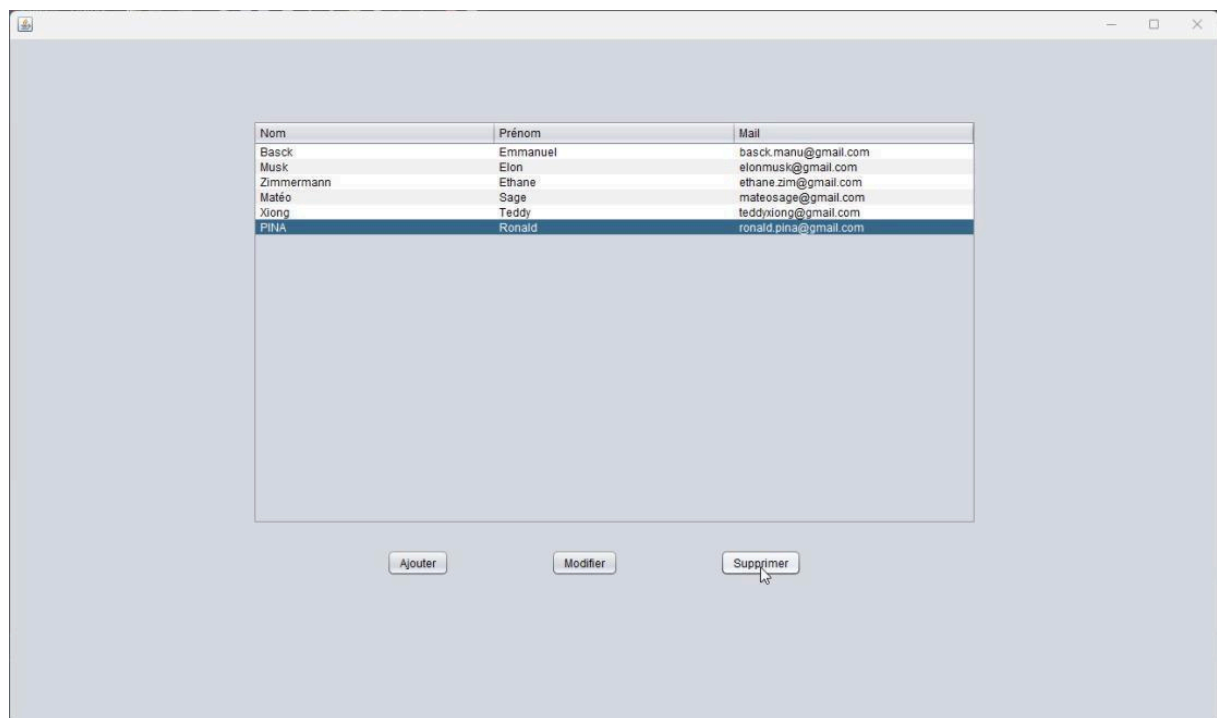 Nom Prénom Mail
Basck Emmanuel basck.manu@gmail.com
Musk Elon elonmusk@gmail.com
Zimmermann Ethane ethane.zim@gmail.com
Matéo Sage mateosage@gmail.com
Xiong Teddy teddyxiong@gmail.com
PINA Ronald ronald.pina@gmail.com
Ajouter Modifier Supprimer